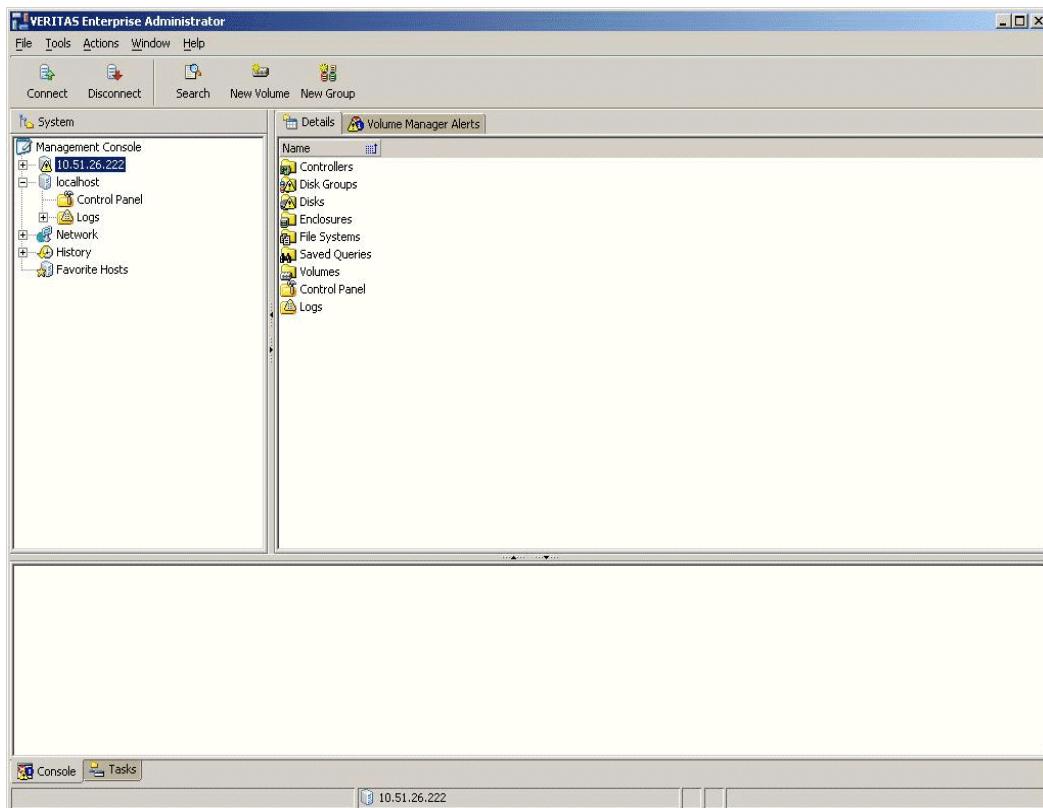 VERITAS Enterprise Administrator
File Tools Actions Window Help
Connect Disconnect Search New Volume New Group
System
Management Console
10.51.26.222
localhost
Control Panel
Logs
Network
History
Favorite Hosts
Details Volume Manager Alerts
Name
Controllers
Disk Groups
Disks
Enclosures
File Systems
Saved Queries
Volumes
Control Panel
Logs
Console Tasks
10.51.26.222